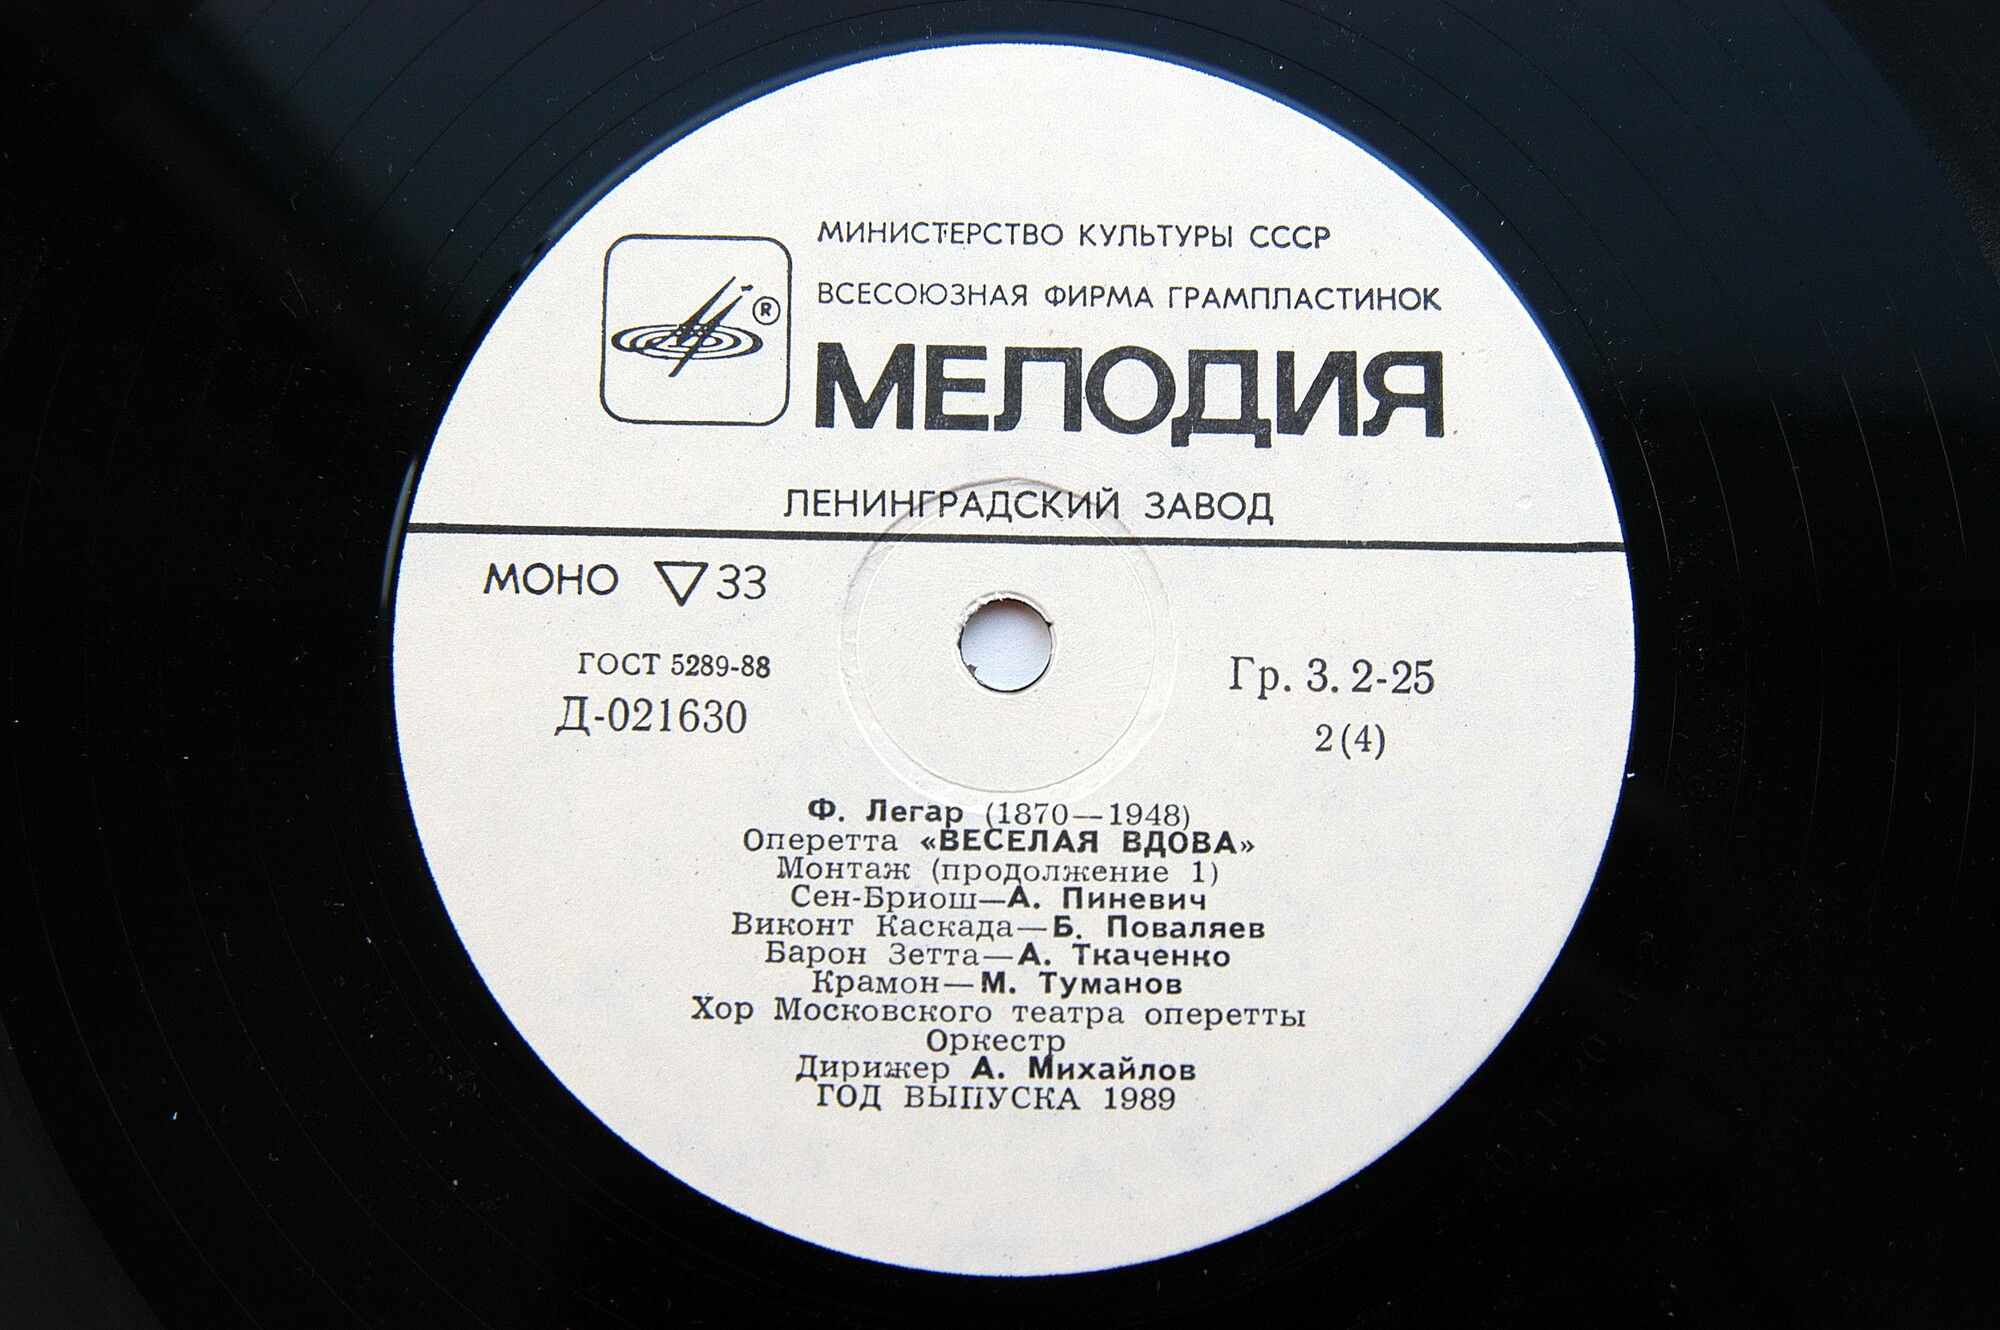 МИНИСТЕРСТВО КУЛЬТУРЫ СССР
ВСЕСОЮЗНАЯ ФИРМА ГРАМПЛАСТИНОК
®
МЕЛОДИЯ
ЛЕНИНГРАДСКИЙ ЗАВОД
МОНО ▽33
ГОСТ 5289-88
Д-021630
Гр. 3. 2-25
2(4)
Ф. Легар (1870—1948)
Оперетта «ВЕСЕЛАЯ ВДОВА»
Монтаж (продолжение 1)
Сен-Бриош—А. Пиневич
Виконт Каскада—Б. Поваляев
Барон Зетта—А. Ткаченко
Крамон—М. Туманов
Хор Московского театра оперетты
Оркестр
Дирижер А. Михайлов
ГОД ВЫПУСКА 1989